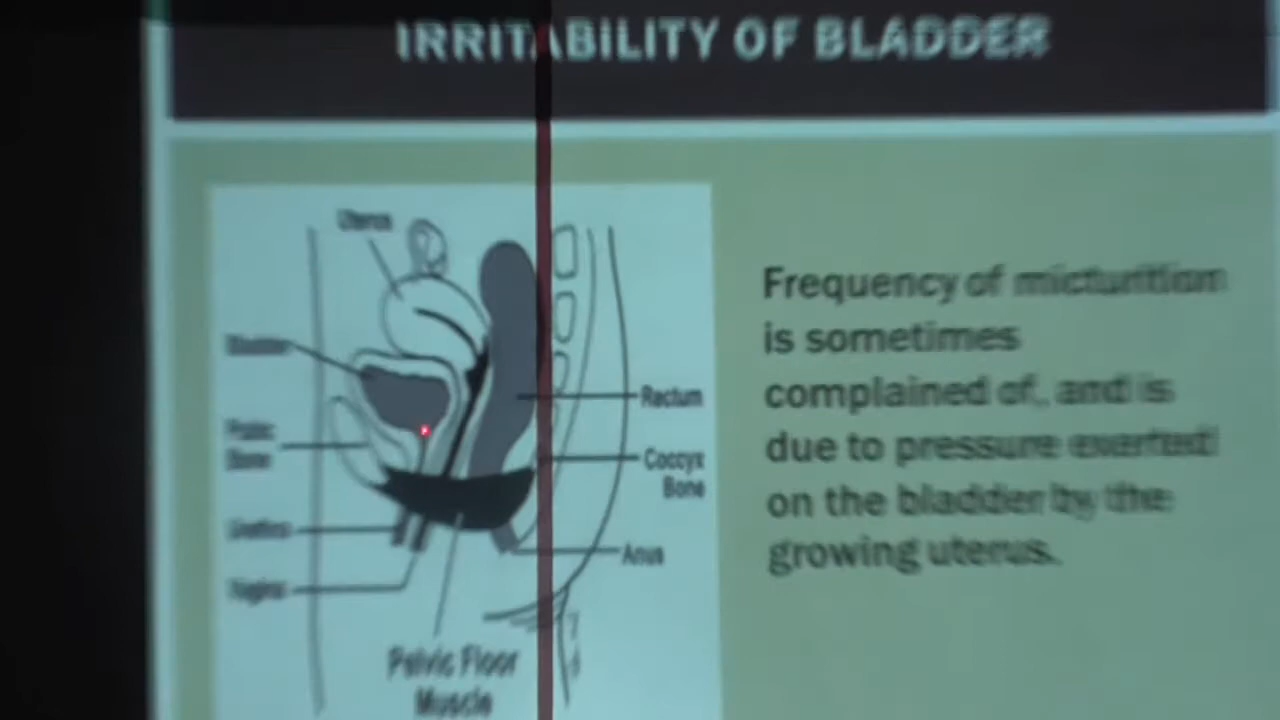 IRRITABILITY OF BLADDER
Uterus
Bladder
Pubic
Bone
Urethra
Vagina
Rectum
Coccyx
Bone
Anus
Pelvic Floor
Muscle
Frequency of micturition
is sometimes
complained of, and is
due to pressure exerted
on the bladder by the
growing uterus.